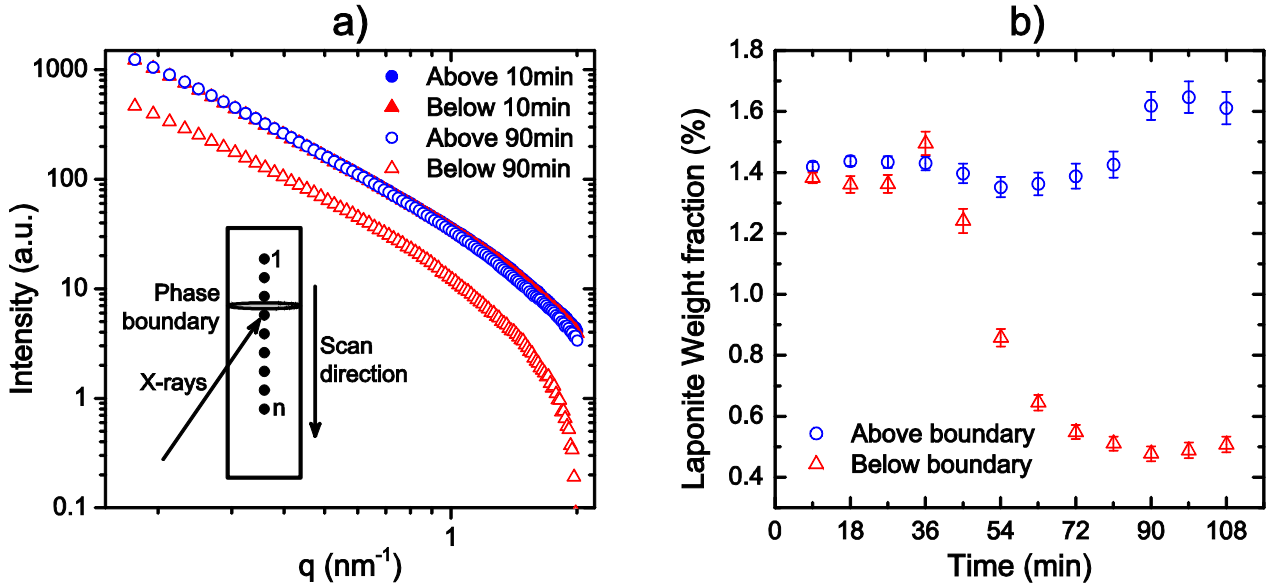 a)
1000
100
10
1
0.1
Intensity (a.u.)
1
q (nm⁻¹)
Above 10min
Below 10min
Above 90min
Below 90min
1
Phase
boundary
X-rays
Scan
direction
n
b)
1.8
1.6
1.4
1.2
1.0
0.8
0.6
0.4
Laponite Weight fraction (%)
Above boundary
Below boundary
0
18
36
54
72
90
108
Time (min)